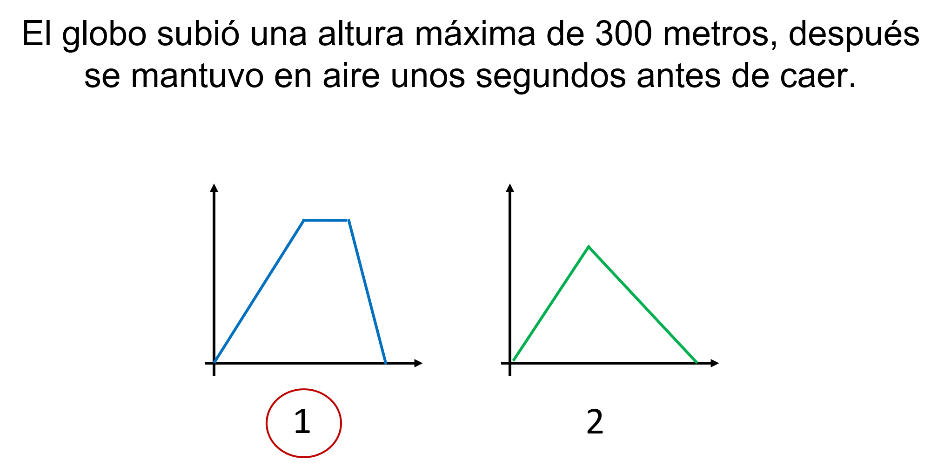 El globo subió una altura máxima de 300 metros, después
se mantuvo en aire unos segundos antes de caer.
1
2